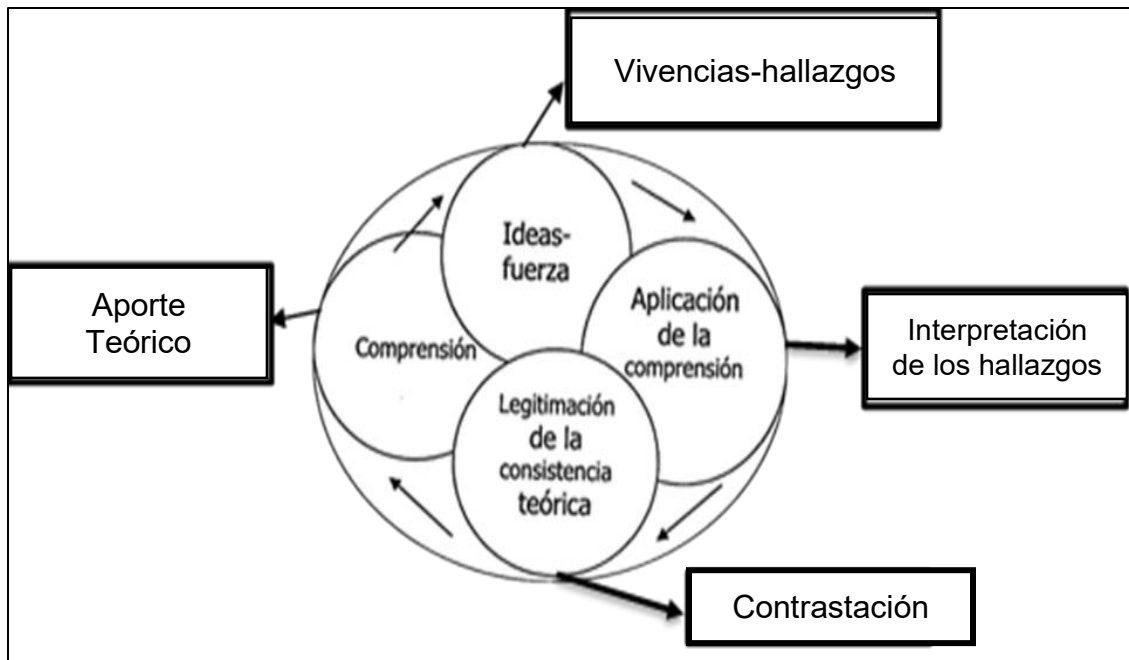 Vivencias-hallazgos
Ideas-
fuerza
Aporte
Teórico
Comprensión
Aplicación
de la
comprensión
Interpretación
de los hallazgos
Legitimación
de la
consistencia
teórica
Contrastación